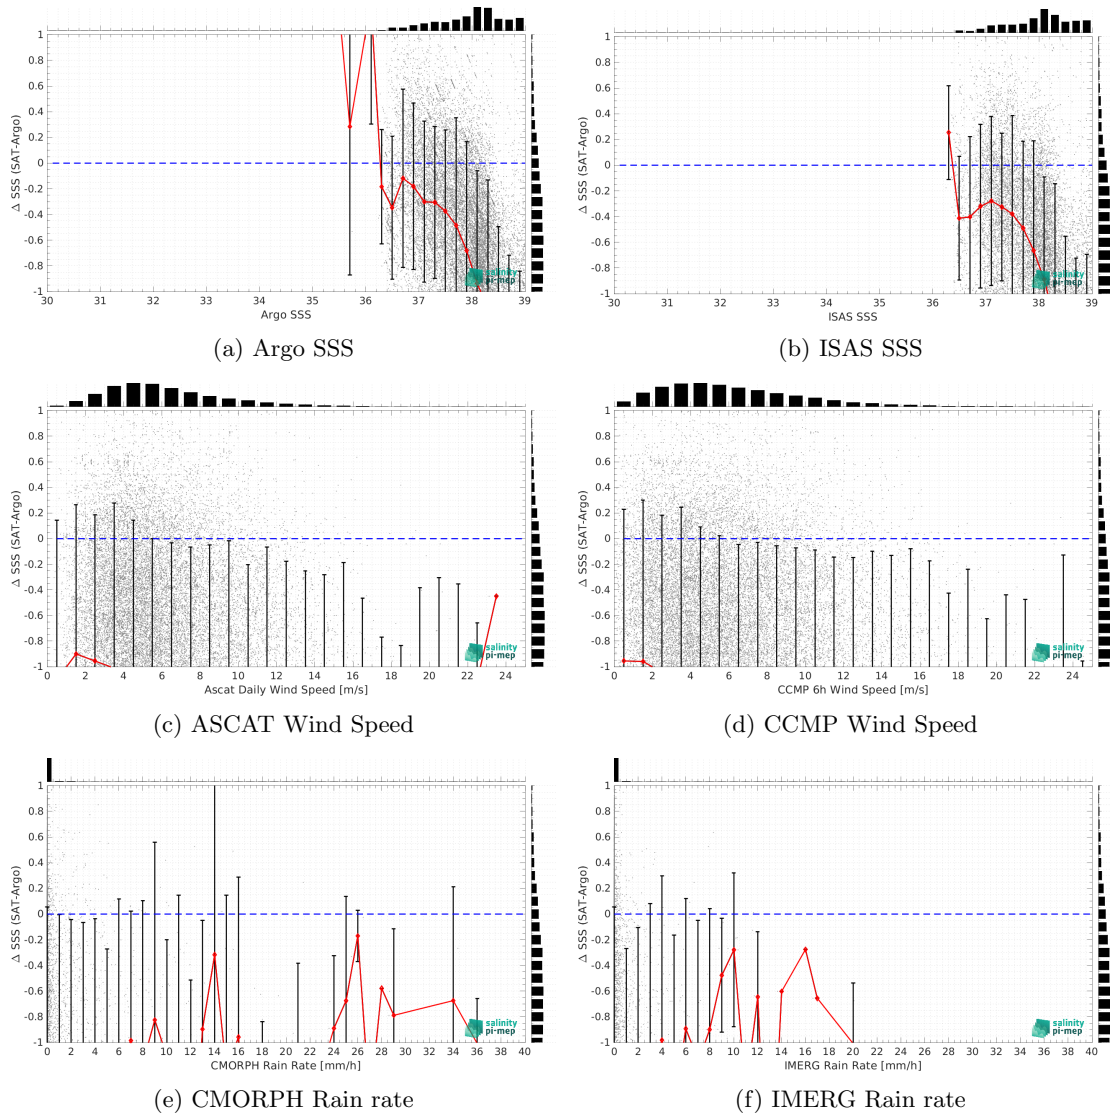 1
0.8
0.6
0.4
0.2
0
-0.2
-0.4
-0.6
-0.8
-1
Δ SSS (SAT-Argo)
30 31 32 33 34 35 36 37 38 39
Argo SSS
salinity
pi-mep
(a) Argo SSS
1
0.8
0.6
0.4
0.2
0
-0.2
-0.4
-0.6
-0.8
-1
Δ SSS (SAT-Argo)
30 31 32 33 34 35 36 37 38 39
ISAS SSS
salinity
pi-mep
(b) ISAS SSS
1
0.8
0.6
0.4
0.2
0
-0.2
-0.4
-0.6
-0.8
-1
Δ SSS (SAT-Argo)
0 2 4 6 8 10 12 14 16 18 20 22 24
Ascat Daily Wind Speed [m/s]
salinity
pi-mep
(c) ASCAT Wind Speed
1
0.8
0.6
0.4
0.2
0
-0.2
-0.4
-0.6
-0.8
-1
Δ SSS (SAT-Argo)
0 2 4 6 8 10 12 14 16 18 20 22 24
CCMP 6h Wind Speed [m/s]
salinity
pi-mep
(d) CCMP Wind Speed
1
0.8
0.6
0.4
0.2
0
-0.2
-0.4
-0.6
-0.8
-1
Δ SSS (SAT-Argo)
0 2 4 6 8 10 12 14 16 18 20 22 24 26 28 30 32 34 36 38 40
CMORPH Rain Rate [mm/h]
salinity
pi-mep
(e) CMORPH Rain rate
1
0.8
0.6
0.4
0.2
0
-0.2
-0.4
-0.6
-0.8
-1
Δ SSS (SAT-Argo)
0 2 4 6 8 10 12 14 16 18 20 22 24 26 28 30 32 34 36 38 40
IMERG Rain Rate [mm/h]
salinity
pi-mep
(f) IMERG Rain rate